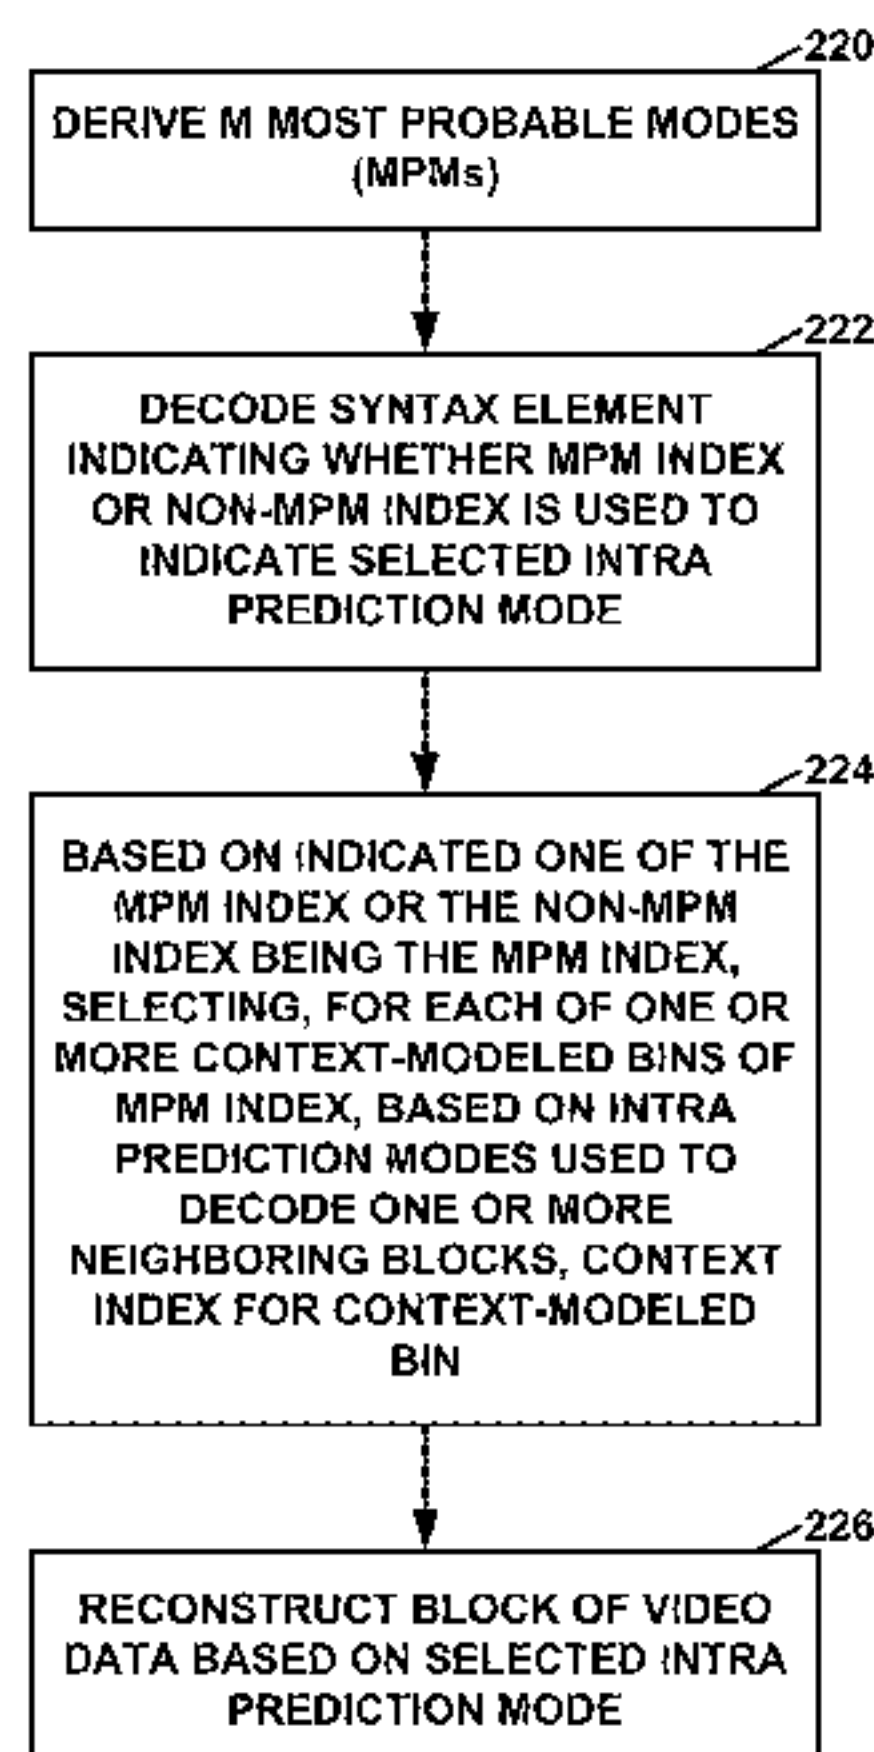 220
DERIVE M MOST PROBABLE MODES
(MPMs)
222
DECODE SYNTAX ELEMENT
INDICATING WHETHER MPM INDEX
OR NON-MPM INDEX IS USED TO
INDICATE SELECTED INTRA
PREDICTION MODE
224
BASED ON INDICATED ONE OF THE
MPM INDEX OR THE NON-MPM
INDEX BEING THE MPM INDEX,
SELECTING, FOR EACH OF ONE OR
MORE CONTEXT-MODELED BINS OF
MPM INDEX, BASED ON INTRA
PREDICTION MODES USED TO
DECODE ONE OR MORE
NEIGHBORING BLOCKS, CONTEXT
INDEX FOR CONTEXT-MODELED
BIN
226
RECONSTRUCT BLOCK OF VIDEO
DATA BASED ON SELECTED INTRA
PREDICTION MODE